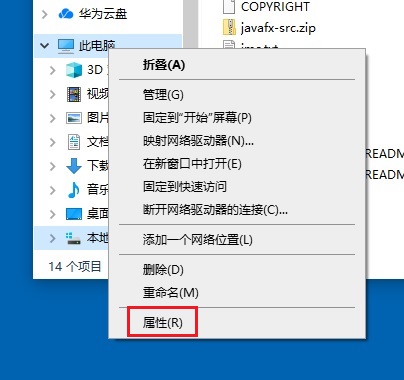 华为云盘
此电脑
3D
视频
图片
文档
下载
音乐
桌面
本地
14 个项目
COPYRIGHT
javafx-src.zip
README
README
折叠(A)
管理(G)
固定到"开始"屏幕(P)
映射网络驱动器(N)...
在新窗口中打开(E)
固定到快速访问
断开网络驱动器的连接(C)...
添加一个网络位置(L)
删除(D)
重命名(M)
属性(R)